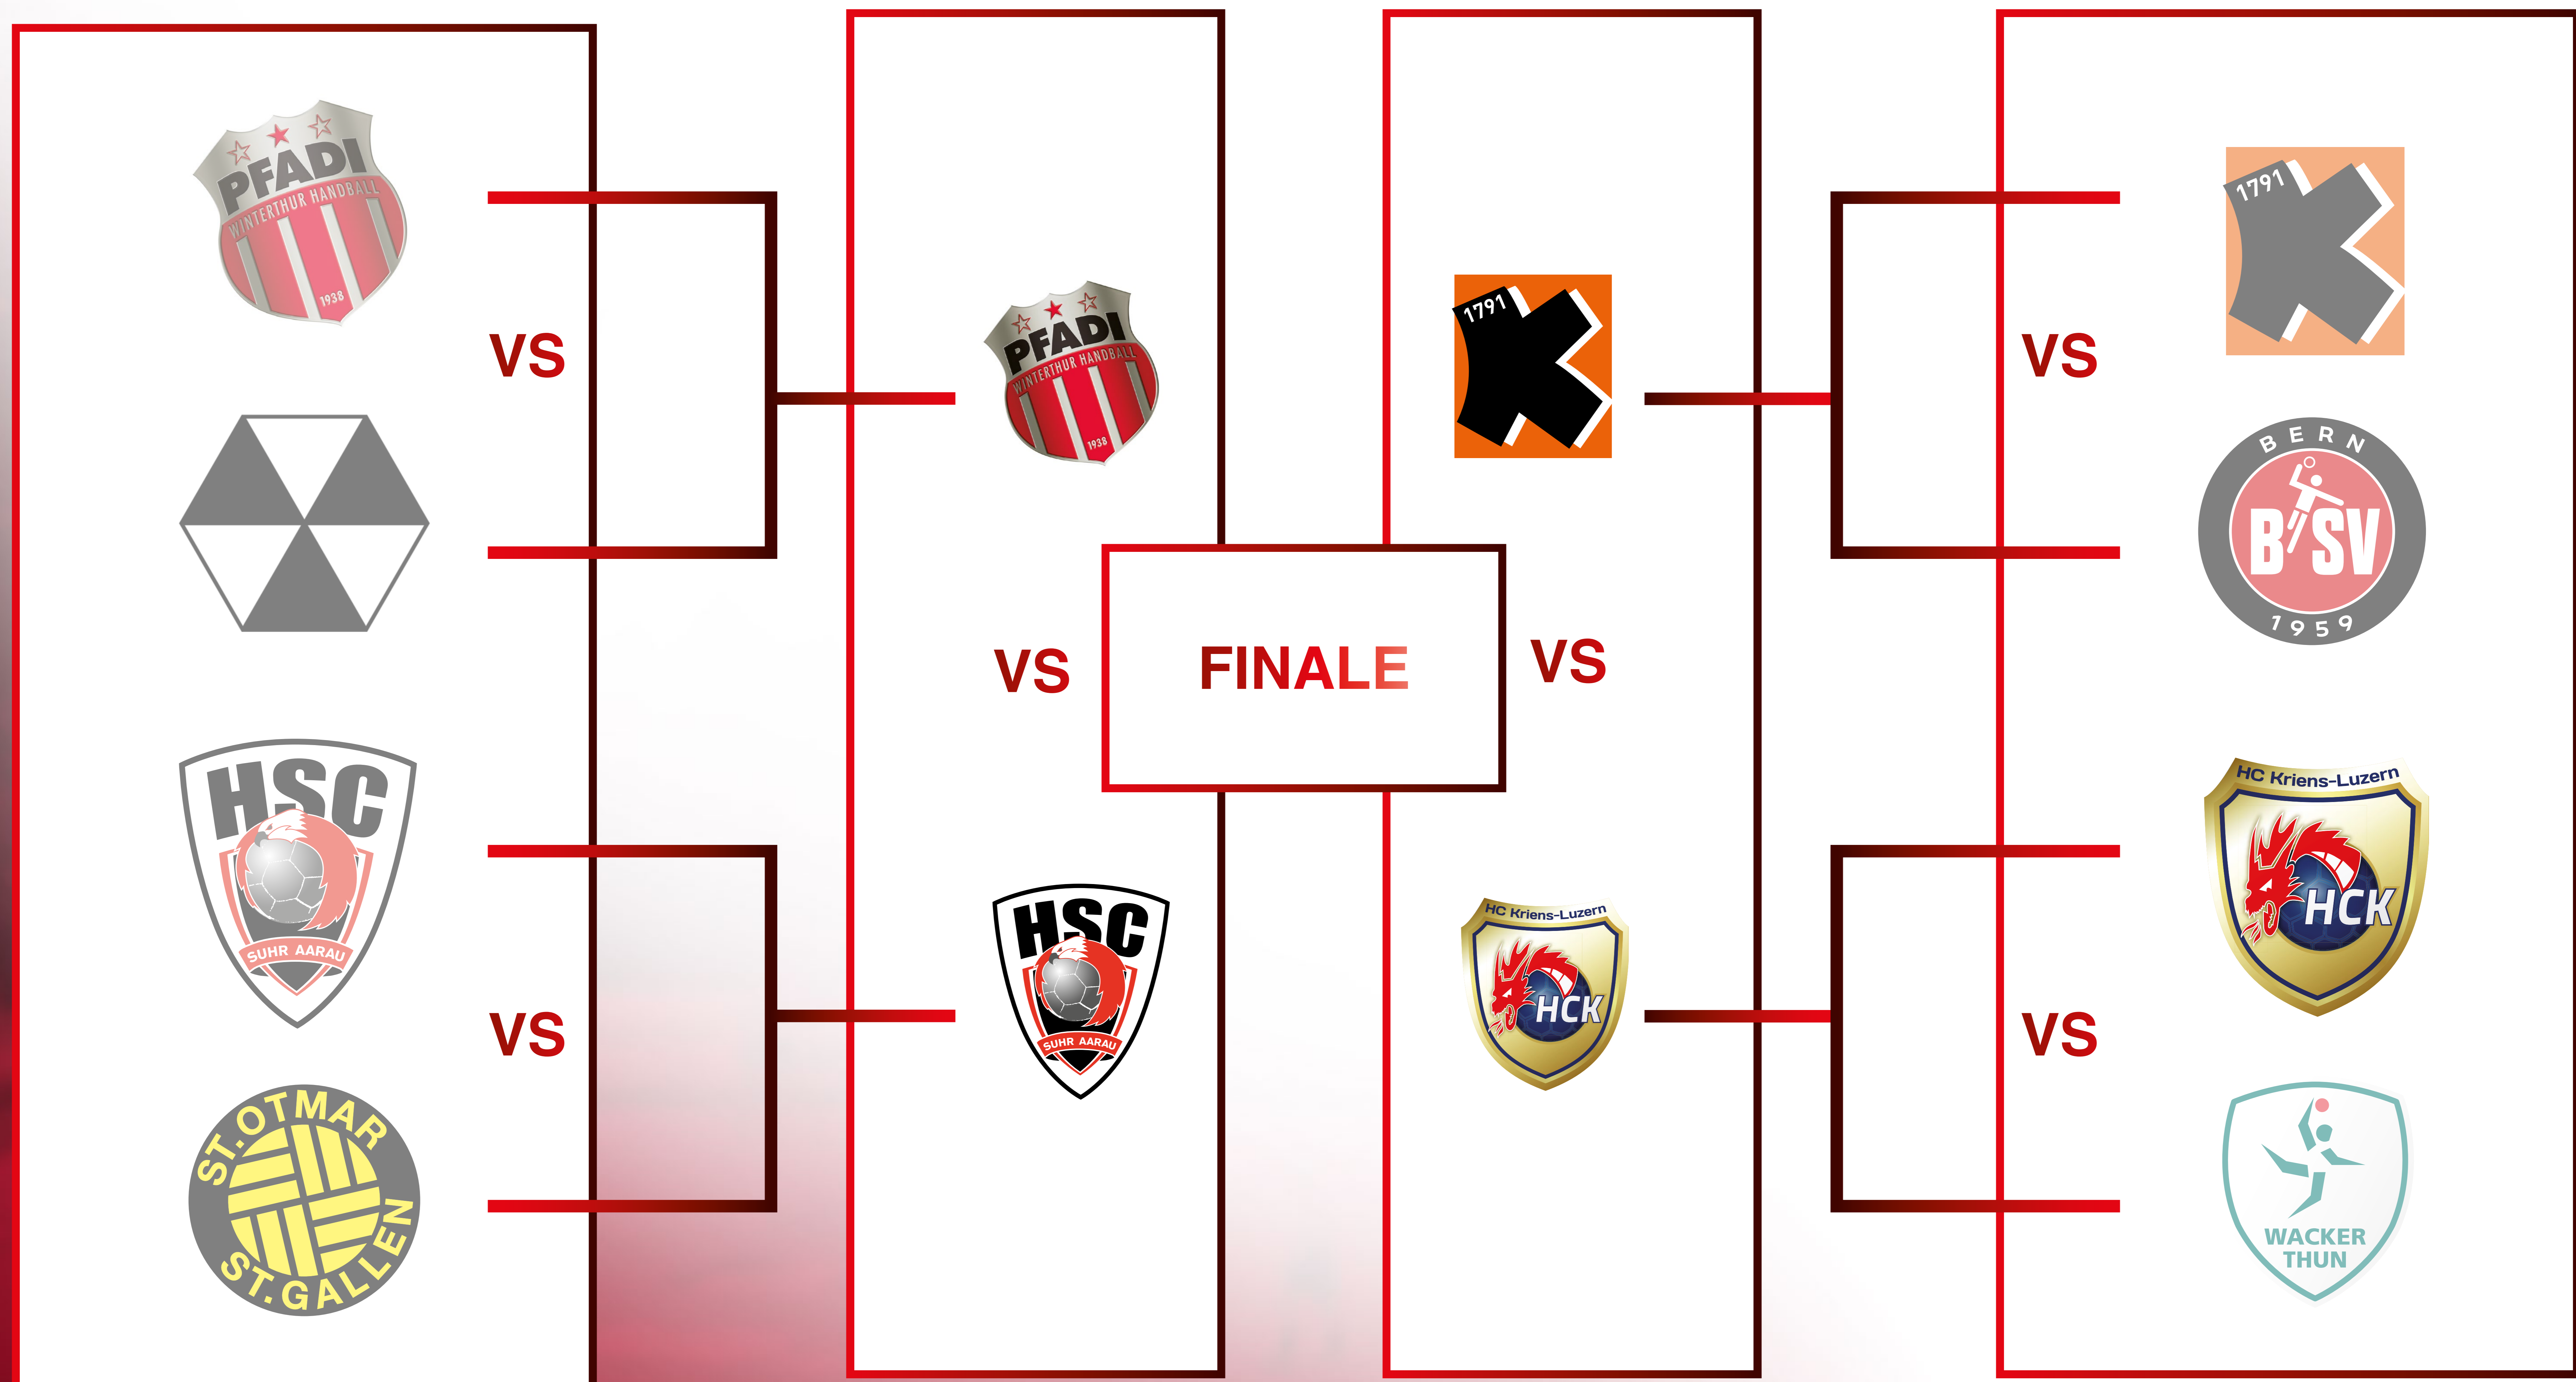 PFADI
WINTERTHUR HANDBALL
1938
VS
HSC
SUHR AARAU
VS
ST.OTMAR
ST.GALLEN
PFADI
WINTERTHUR HANDBALL
1938
VS
HSC
SUHR AARAU
FINALE
1791
VS
HC Kriens-Luzern
HCK
1791
VS
BERN
BSV
1959
HC Kriens-Luzern
HCK
VS
WACKER
THUN